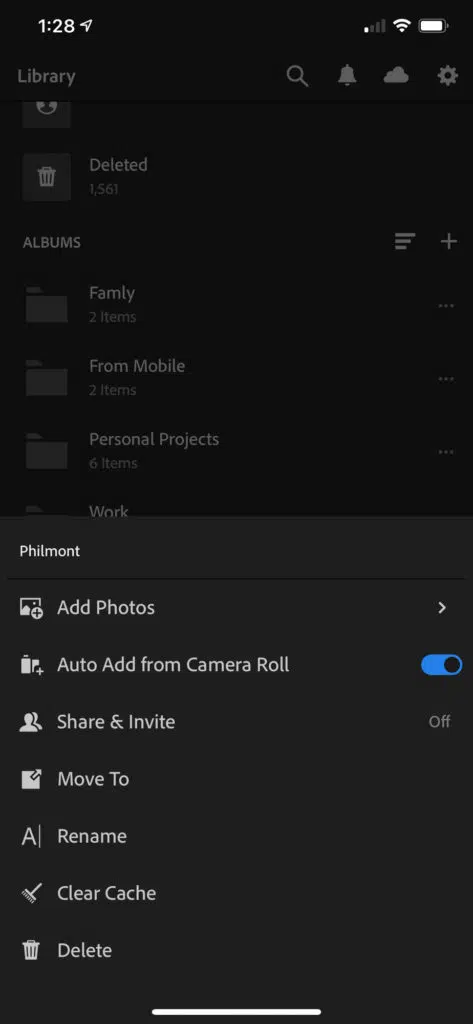 1:28
Library
Deleted
1,561
ALBUMS
Famly
2 Items
From Mobile
2 Items
Personal Projects
6 Items
Work
Philmont
Add Photos
Auto Add from Camera Roll
Share & Invite Off
Move To
Rename
Clear Cache
Delete